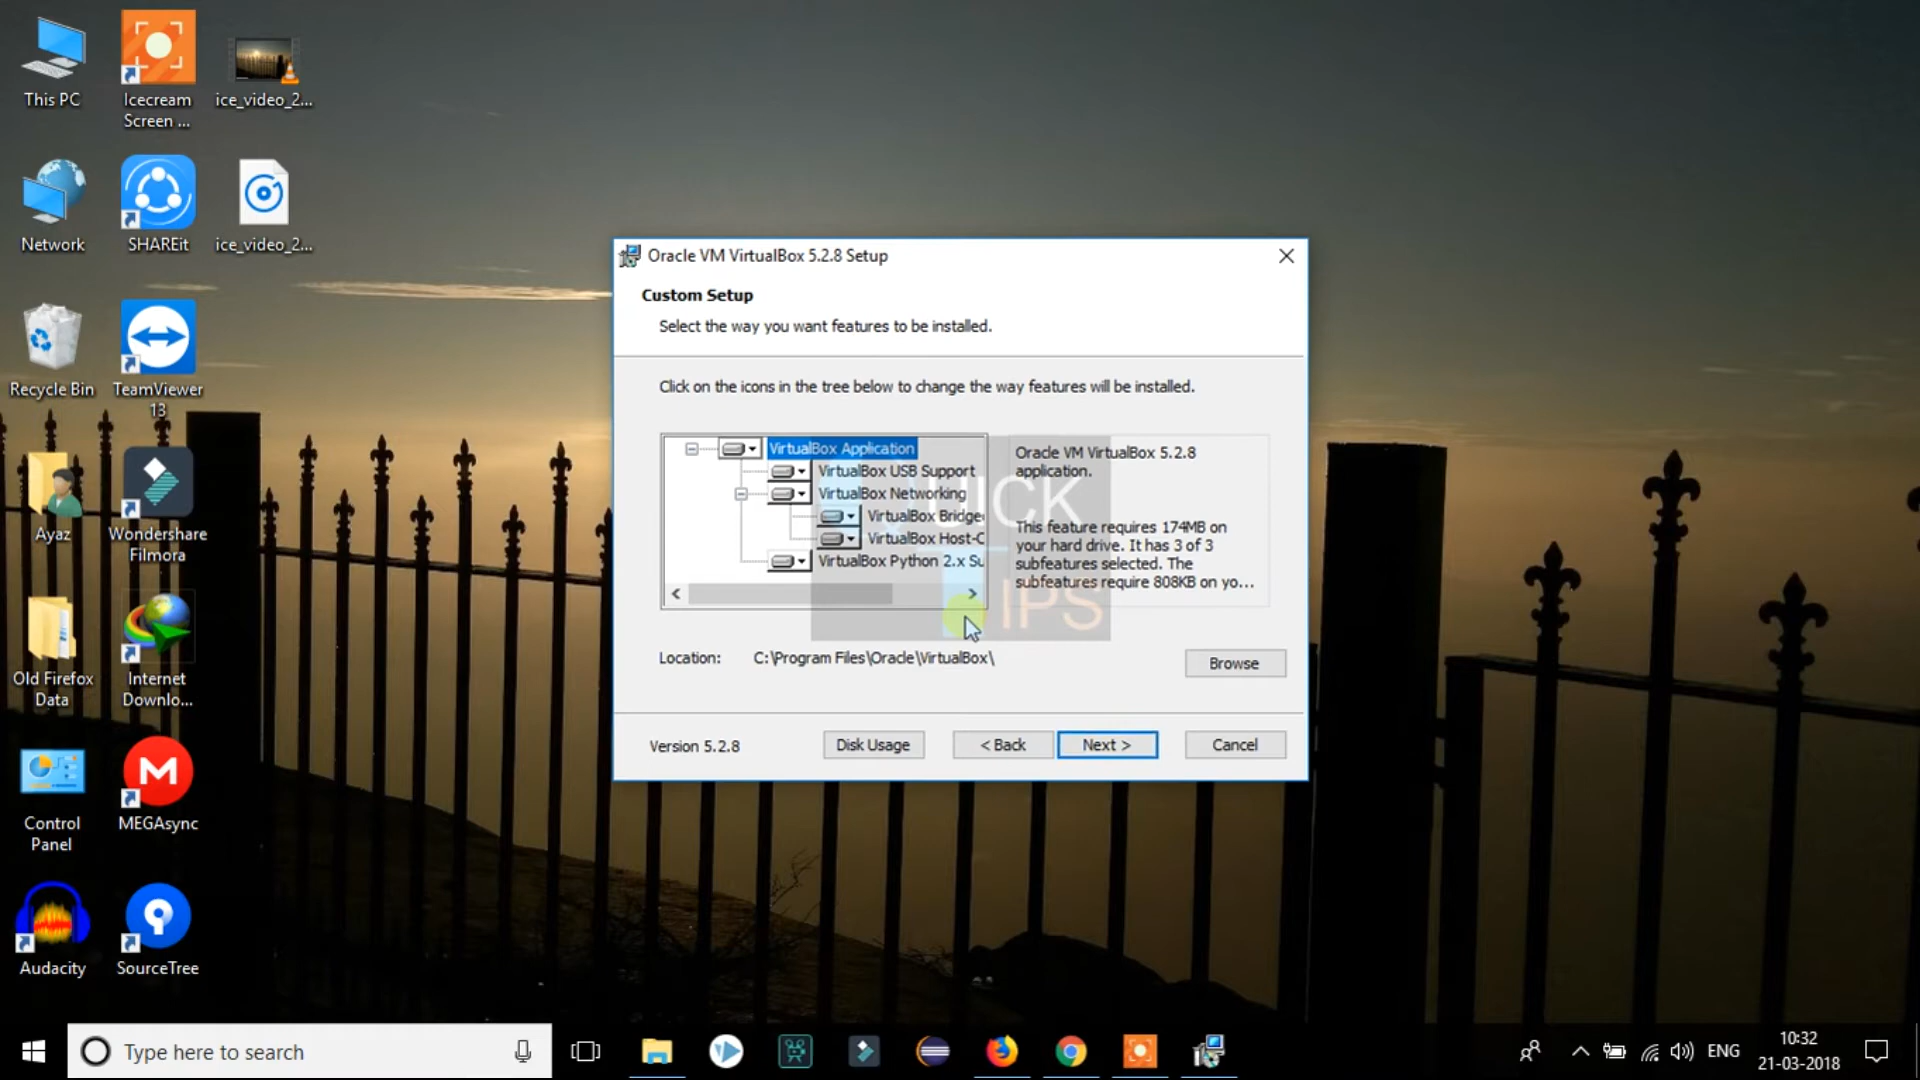 This PC
Icecream
Screen ...
ice_video_2...
Network
SHAREit
ice_video_2...
Recycle Bin
TeamViewer
13
Ayaz
Wondershare
Filmora
Old Firefox
Data
Internet
Downlo...
Control
Panel
MEGAsync
Audacity
SourceTree
Oracle VM VirtualBox 5.2.8 Setup
Custom Setup
Select the way you want features to be installed.
Click on the icons in the tree below to change the way features will be installed.
VirtualBox Application
VirtualBox USB Support
VirtualBox Networking
VirtualBox Bridge
VirtualBox Host-C
VirtualBox Python 2.x Su
Oracle VM VirtualBox 5.2.8
application.
This feature requires 174MB on
your hard drive. It has 3 of 3
subfeatures selected. The
subfeatures require 808KB on yo...
UICK
IPS
Location: C:\Program Files\Oracle\VirtualBox\
Browse
Version 5.2.8
Disk Usage
< Back
Next >
Cancel
Type here to search
ENG
10:32
21-03-2018